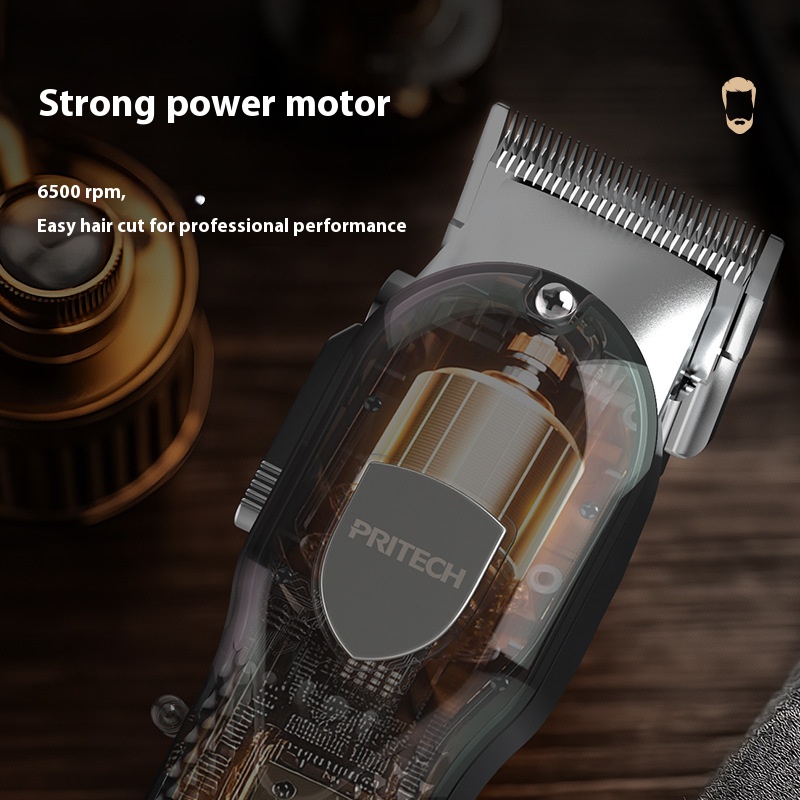 Strong power motor
6500 rpm,
Easy hair cut for professional performance
PRITECH